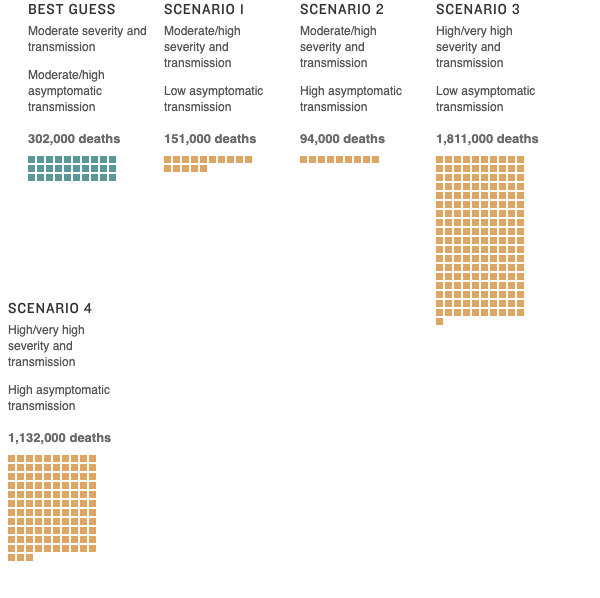 BEST GUESS
Moderate severity and
transmission
Moderate/high
asymptomatic
transmission
302,000 deaths
SCENARIO 1
Moderate/high
severity and
transmission
Low asymptomatic
transmission
151,000 deaths
SCENARIO 2
Moderate/high
severity and
transmission
High asymptomatic
transmission
94,000 deaths
SCENARIO 3
High/very high
severity and
transmission
Low asymptomatic
transmission
1,811,000 deaths
SCENARIO 4
High/very high
severity and
transmission
High asymptomatic
transmission
1,132,000 deaths